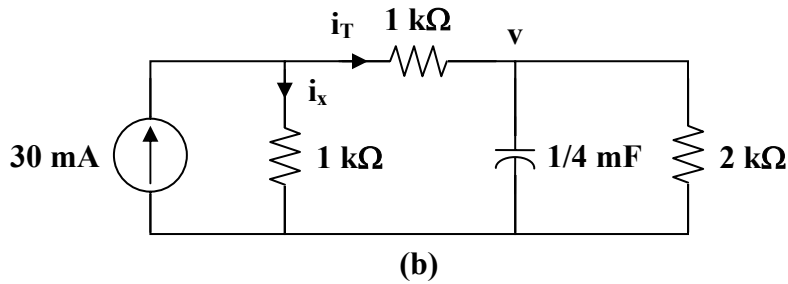 i_T 1 kΩ v
i_x
30 mA 1 kΩ 1/4 mF 2 kΩ
(b)